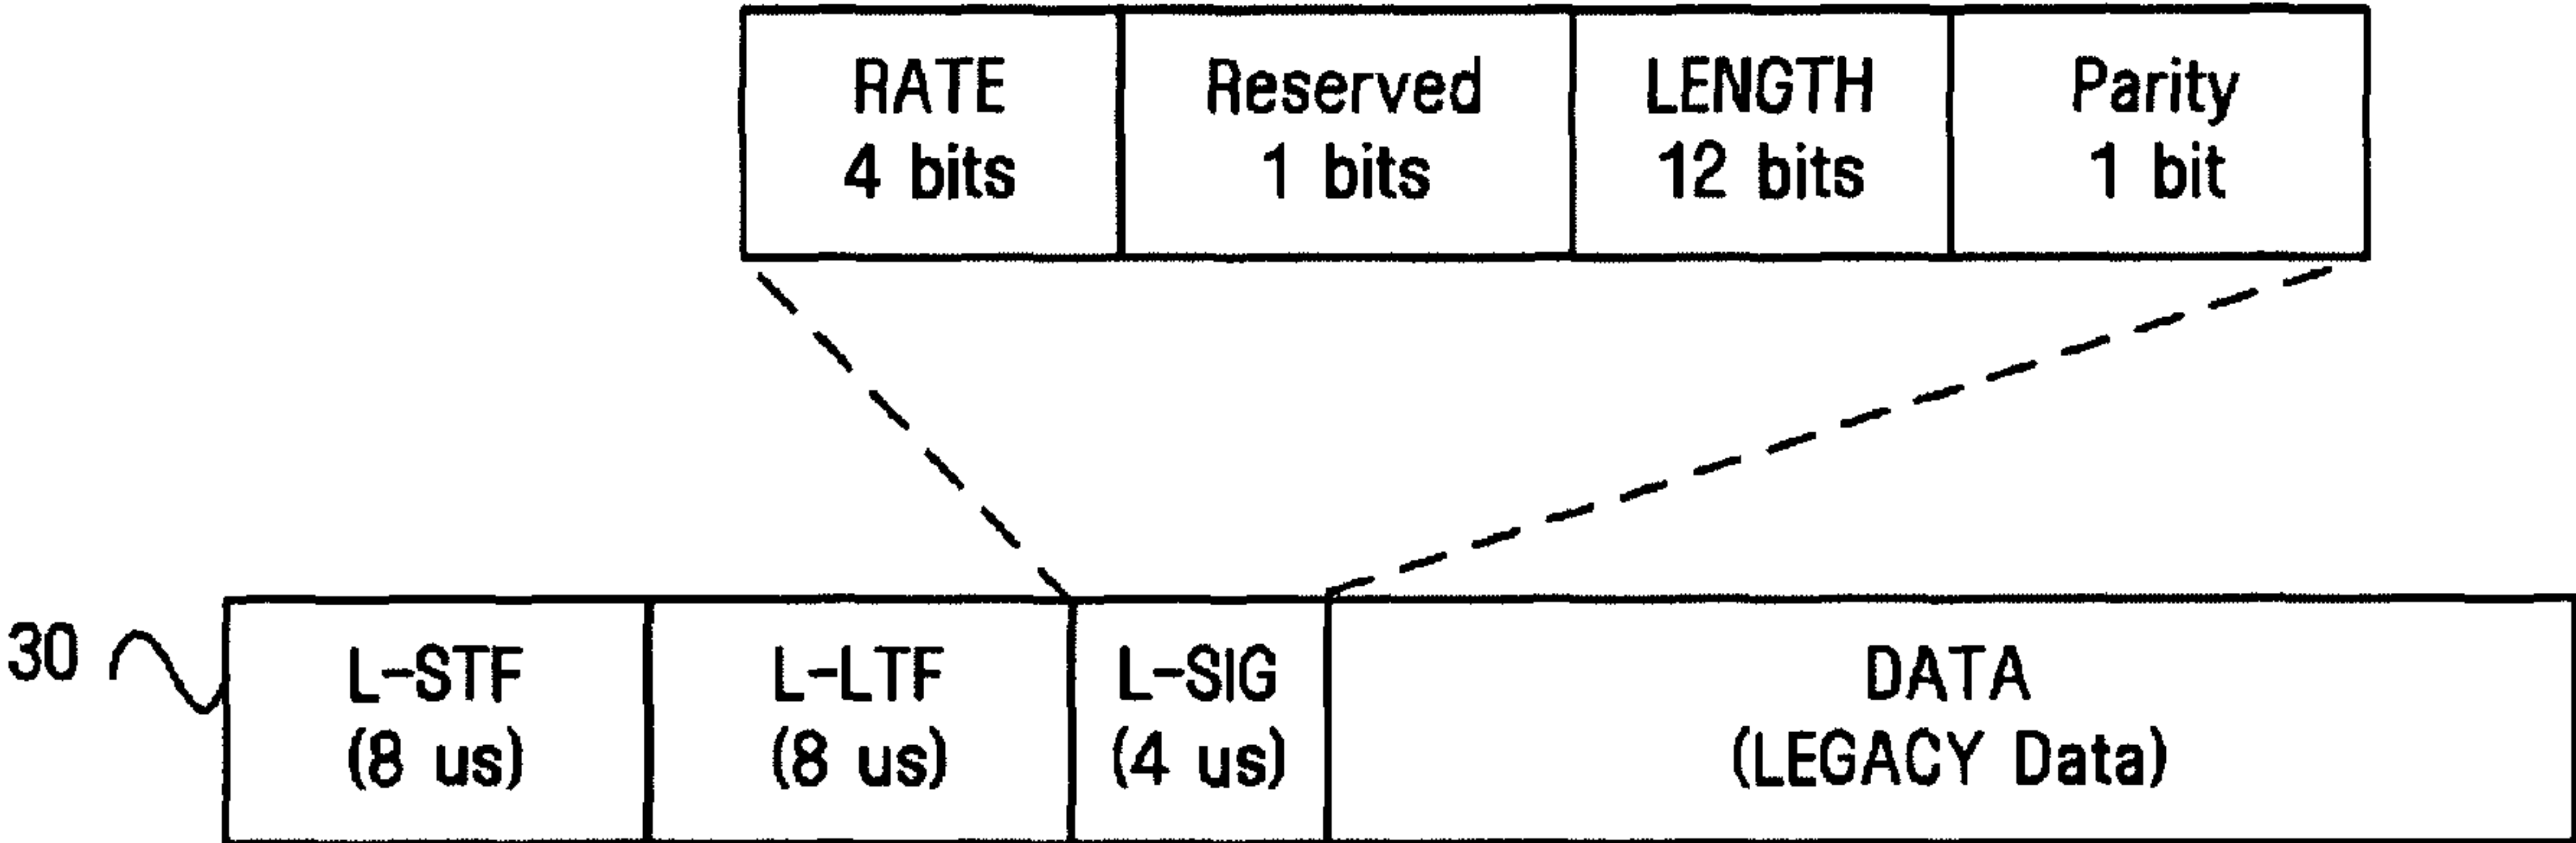 RATE
4 bits
Reserved
1 bits
LENGTH
12 bits
Parity
1 bit
30
L-STF
(8 us)
L-LTF
(8 us)
L-SIG
(4 us)
DATA
(LEGACY Data)